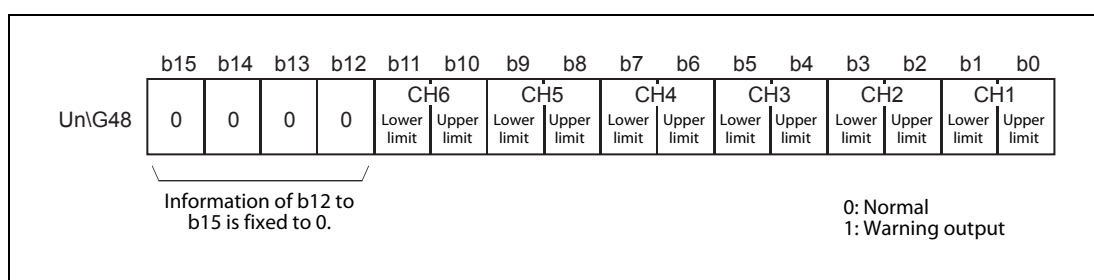 b15 b14 b13 b12 b11 b10 b9 b8 b7 b6 b5 b4 b3 b2 b1 b0
CH6 CH5 CH4 CH3 CH2 CH1
Un\G48 0 0 0 0 Lower limit Upper limit Lower limit Upper limit Lower limit Upper limit Lower limit Upper limit Lower limit Upper limit Lower limit Upper limit
Information of b12 to
b15 is fixed to 0.
0: Normal
1: Warning output